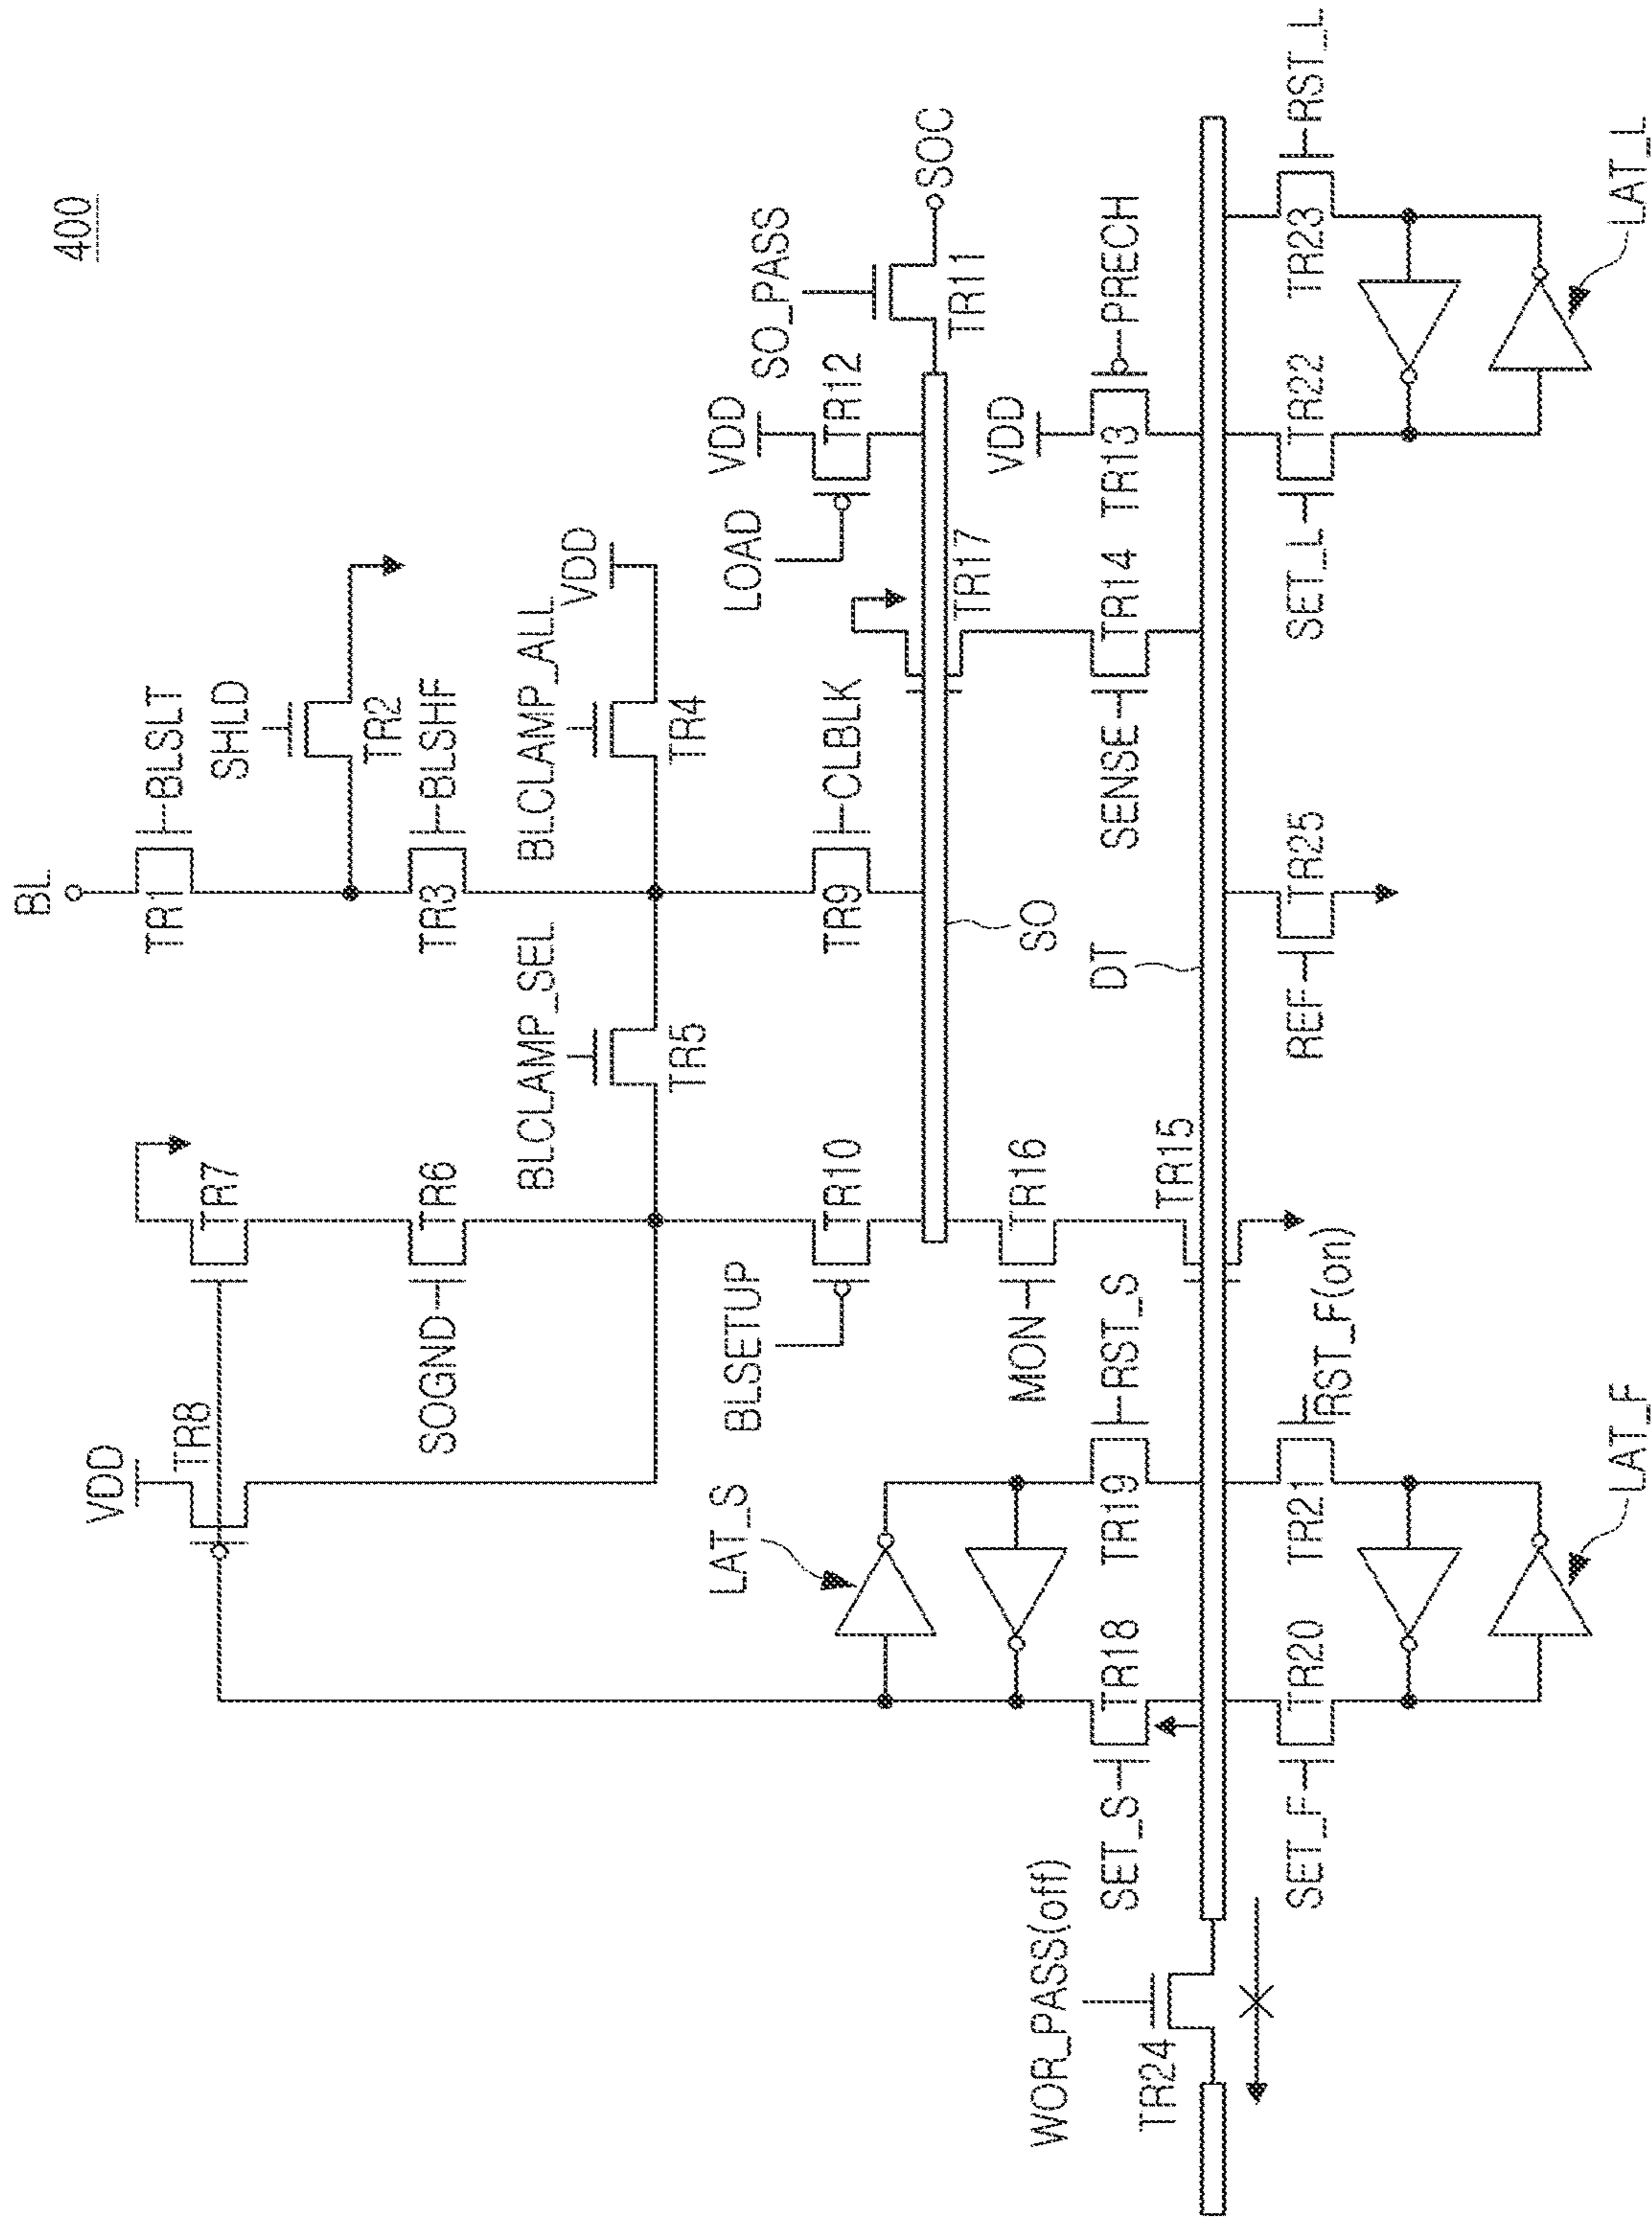 400
BL
BLSLT
TR1
SHLD
TR2
BLSHF
TR3
VDD
TR8
TR7
TR6
SOGND
BLCLAMP_SEL
TR5
BLCLAMP_ALL
TR4
VDD
BLSETUP
TR10
TR9
CLBLK
LOAD
VDD
TR12
SO_PASS
TR11
SOC
SO
LAT_S
MON
TR16
TR17
VDD
SET_S
TR18
TR19
RST_S
SENSE
TR14
TR13
PRECH
DT
TR15
WOR_PASS(off)
TR24
SET_F
TR20
TR21
RST_F(on)
REF
TR25
SET_L
TR22
TR23
RST_L
LAT_F
LAT_L